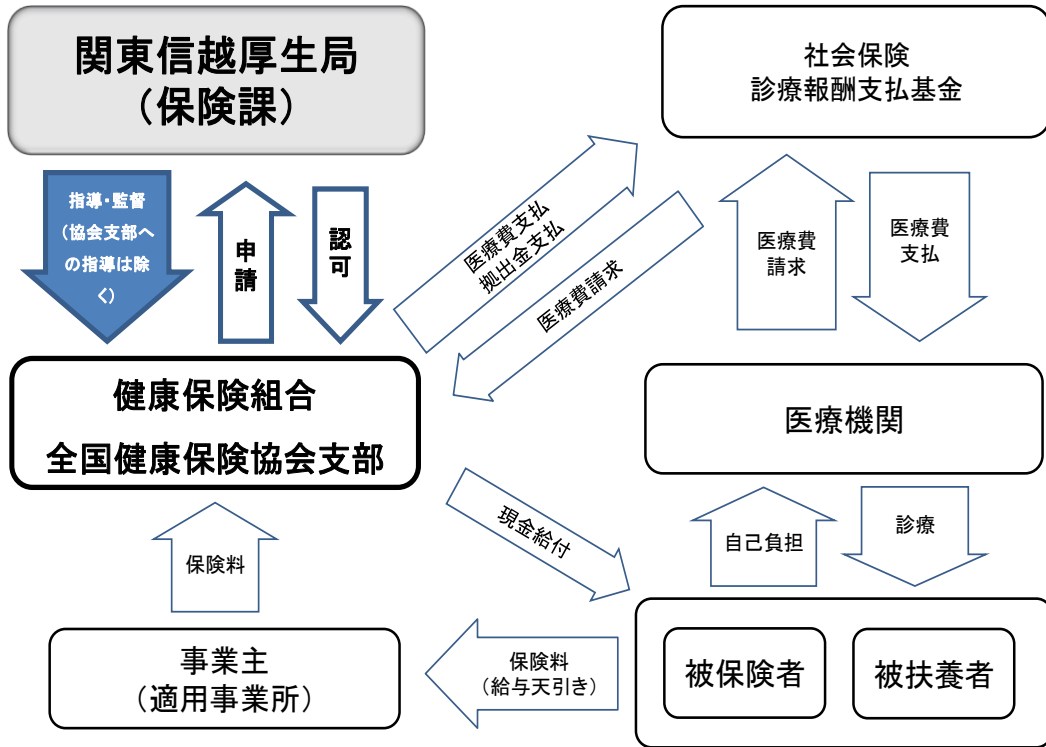 関東信越厚生局
（保険課）
社会保険
診療報酬支払基金
指導・監督
（協会支部へ
の指導は除
く）
申請
認可
医療費支払
拠出金支払
医療費請求
医療費
請求
医療費
支払
健康保険組合
全国健康保険協会支部
医療機関
保険料
現金給付
自己負担
診療
事業主
（適用事業所）
保険料
（給与天引き）
被保険者
被扶養者